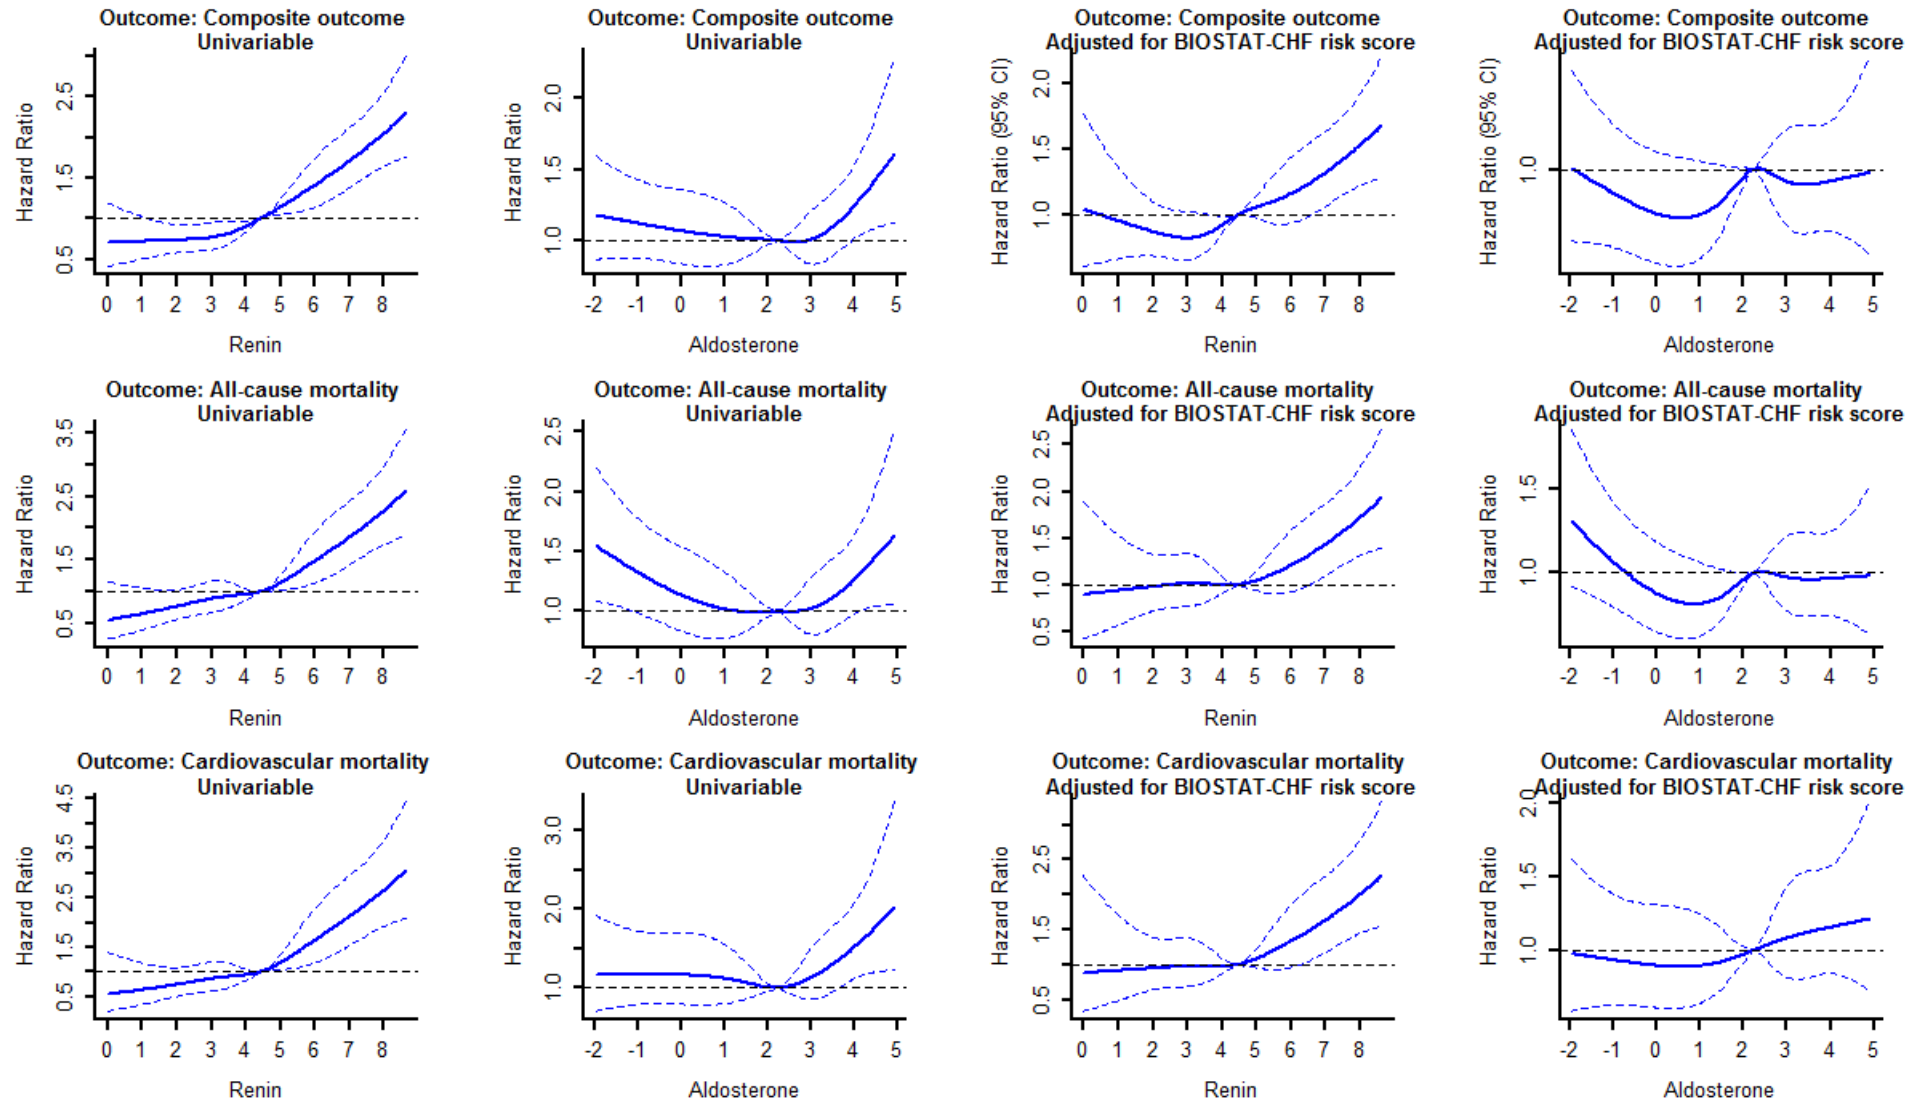 Outcome: Composite outcome
Univariable
Hazard Ratio
0.5 1.5 2.5
0 1 2 3 4 5 6 7 8
Renin
Outcome: Composite outcome
Univariable
Hazard Ratio
1.0 1.5 2.0
-2 -1 0 1 2 3 4 5
Aldosterone
Outcome: Composite outcome
Adjusted for BIOSTAT-CHF risk score
Hazard Ratio (95% CI)
1.0 1.5 2.0
0 1 2 3 4 5 6 7 8
Renin
Outcome: Composite outcome
Adjusted for BIOSTAT-CHF risk score
Hazard Ratio (95% CI)
1.0
-2 -1 0 1 2 3 4 5
Aldosterone
Outcome: All-cause mortality
Univariable
Hazard Ratio
0.5 1.5 2.5 3.5
0 1 2 3 4 5 6 7 8
Renin
Outcome: All-cause mortality
Univariable
Hazard Ratio
1.0 1.5 2.0 2.5
-2 -1 0 1 2 3 4 5
Aldosterone
Outcome: All-cause mortality
Adjusted for BIOSTAT-CHF risk score
Hazard Ratio
0.5 1.0 1.5 2.0 2.5
0 1 2 3 4 5 6 7 8
Renin
Outcome: All-cause mortality
Adjusted for BIOSTAT-CHF risk score
Hazard Ratio
1.0 1.5
-2 -1 0 1 2 3 4 5
Aldosterone
Outcome: Cardiovascular mortality
Univariable
Hazard Ratio
0.5 1.5 2.5 3.5 4.5
0 1 2 3 4 5 6 7 8
Renin
Outcome: Cardiovascular mortality
Univariable
Hazard Ratio
1.0 2.0 3.0
-2 -1 0 1 2 3 4 5
Aldosterone
Outcome: Cardiovascular mortality
Adjusted for BIOSTAT-CHF risk score
Hazard Ratio
0.5 1.5 2.5
0 1 2 3 4 5 6 7 8
Renin
Outcome: Cardiovascular mortality
Adjusted for BIOSTAT-CHF risk score
Hazard Ratio
1.0 1.5 2.0
-2 -1 0 1 2 3 4 5
Aldosterone